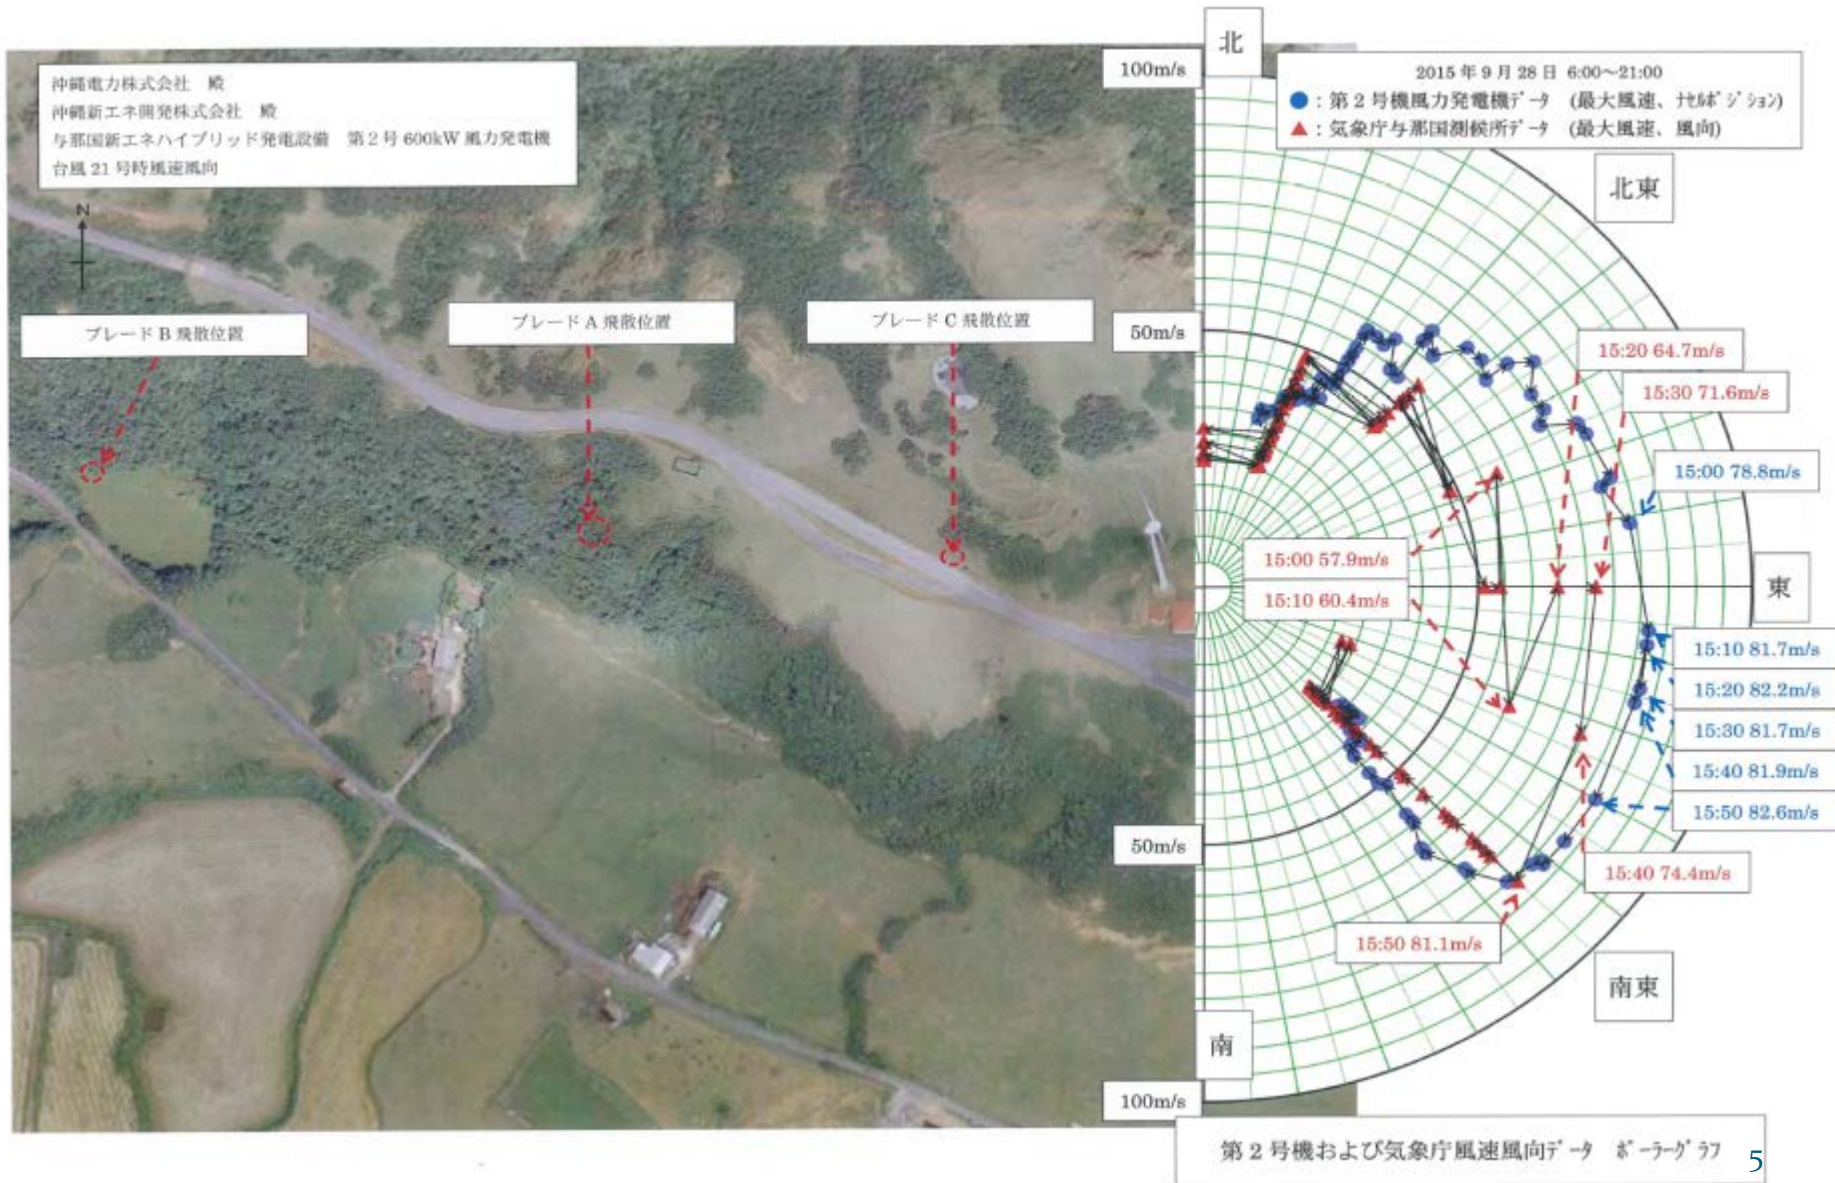 沖縄電力株式会社 殿
沖縄新エネ開発株式会社 殿
与那国新エネハイブリッド発電設備 第2号 600kW 風力発電機
台風 21 号時風速風向
N
ブレード B 飛散位置
ブレード A 飛散位置
ブレード C 飛散位置
北
100m/s
2015 年 9 月 28 日 6:00~21:00
● : 第 2 号機風力発電機ﾃﾞｰﾀ (最大風速、ﾅｾﾙﾎﾟｼﾞｼｮﾝ)
▲ : 気象庁与那国測候所ﾃﾞｰﾀ (最大風速、風向)
北東
50m/s
15:20 64.7m/s
15:30 71.6m/s
15:00 78.8m/s
15:00 57.9m/s
15:10 60.4m/s
東
15:10 81.7m/s
15:20 82.2m/s
15:30 81.7m/s
15:40 81.9m/s
15:50 82.6m/s
50m/s
15:40 74.4m/s
15:50 81.1m/s
南東
南
100m/s
第 2 号機および気象庁風速風向ﾃﾞｰﾀ ﾎﾟｰﾗｰｸﾞﾗﾌ
5